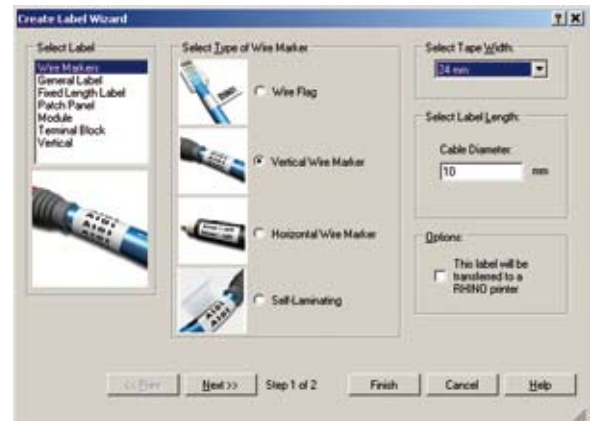 Create Label Wizard
Select Label
Wire Markers
General Label
Fixed Length Label
Patch Panel
Module
Terminal Block
Vertical
Select Type of Wire Marker
Wire Flag
Vertical Wire Marker
Horizontal Wire Marker
Self-Laminating
Select Tape Width:
24 mm
Select Label Length:
Cable Diameter:
10 mm
Options:
This label will be
transferred to a
RHINO printer
<< Prev
Next >>
Step 1 of 2
Finish
Cancel
Help
A101
A101
A101